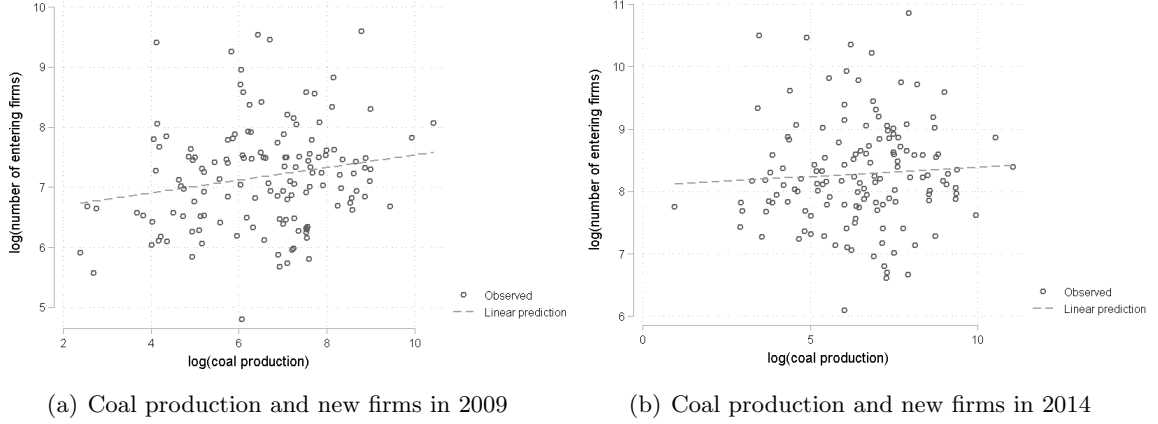 10
9
8
7
6
5
log(number of entering firms)
2
4
6
8
10
log(coal production)
Observed
Linear prediction
(a) Coal production and new firms in 2009
11
10
9
8
7
6
log(number of entering firms)
0
5
10
log(coal production)
Observed
Linear prediction
(b) Coal production and new firms in 2014